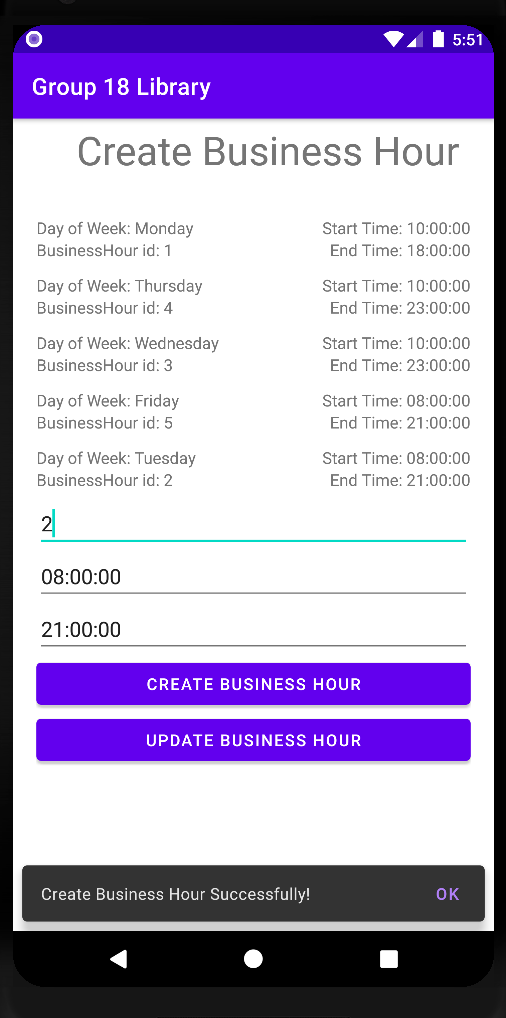 5:51
Group 18 Library
Create Business Hour
Day of Week: Monday Start Time: 10:00:00
BusinessHour id: 1 End Time: 18:00:00
Day of Week: Thursday Start Time: 10:00:00
BusinessHour id: 4 End Time: 23:00:00
Day of Week: Wednesday Start Time: 10:00:00
BusinessHour id: 3 End Time: 23:00:00
Day of Week: Friday Start Time: 08:00:00
BusinessHour id: 5 End Time: 21:00:00
Day of Week: Tuesday Start Time: 08:00:00
BusinessHour id: 2 End Time: 21:00:00
2
08:00:00
21:00:00
CREATE BUSINESS HOUR
UPDATE BUSINESS HOUR
Create Business Hour Successfully! OK